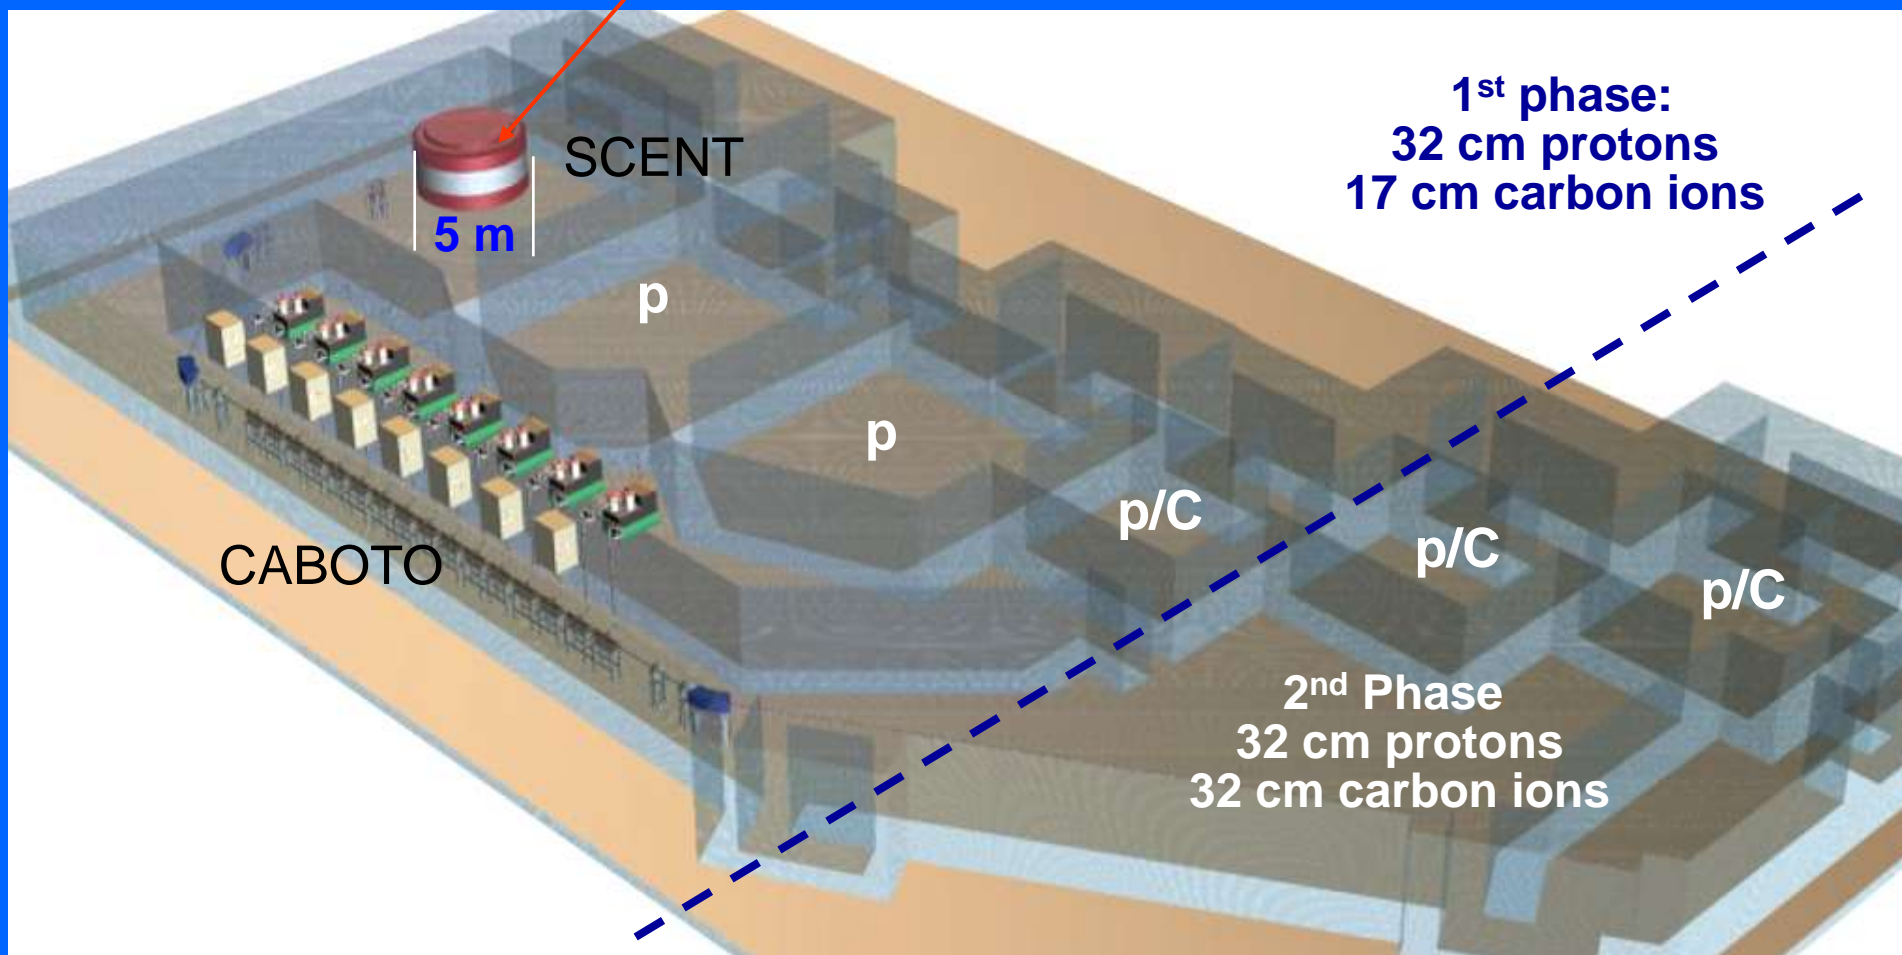 1st phase:
32 cm protons
17 cm carbon ions
SCENT
5 m
p
p
p/C
p/C
p/C
CABOTO
2nd Phase
32 cm protons
32 cm carbon ions